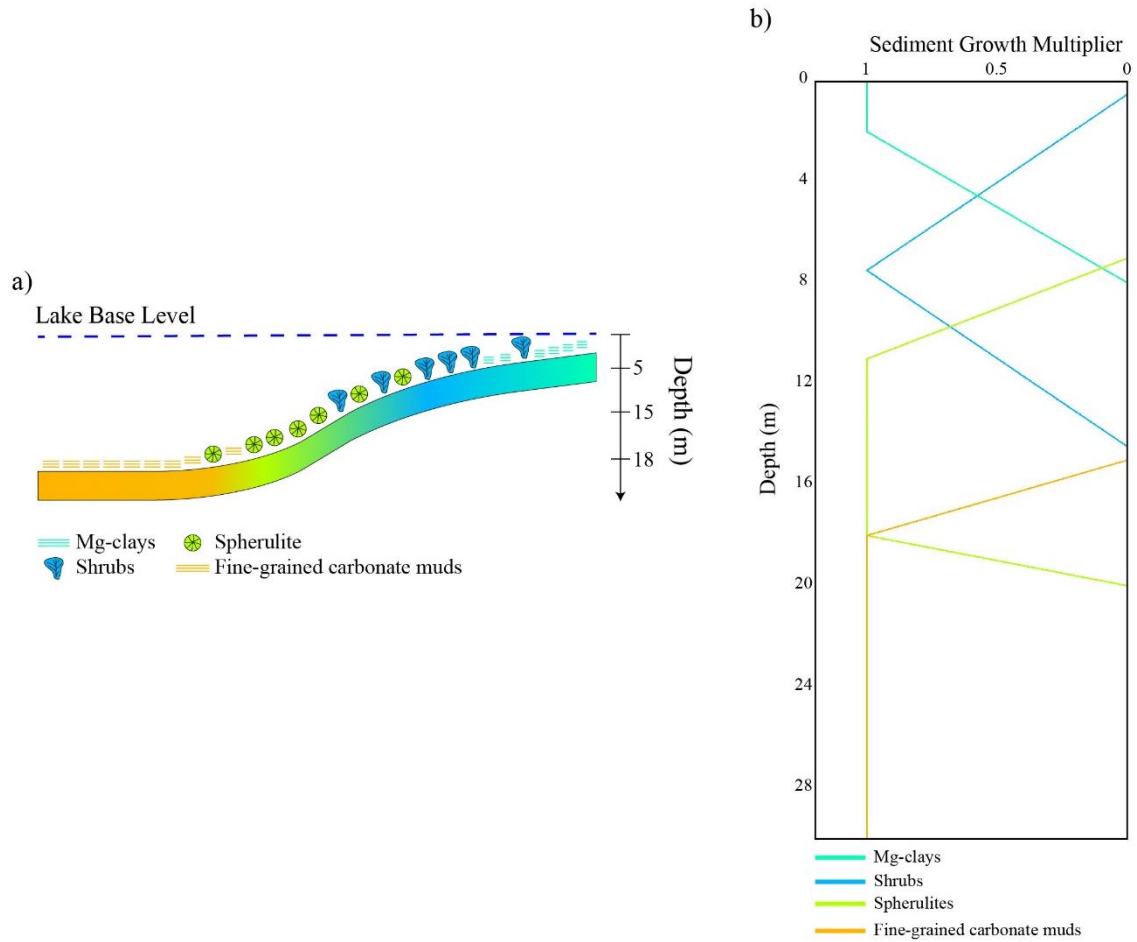 a)
Lake Base Level
5
15
18
Depth (m)
Mg-clays
Spherulite
Shrubs
Fine-grained carbonate muds
b)
Sediment Growth Multiplier
1 0.5 0
0
4
8
12
16
20
24
28
Depth (m)
Mg-clays
Shrubs
Spherulites
Fine-grained carbonate muds